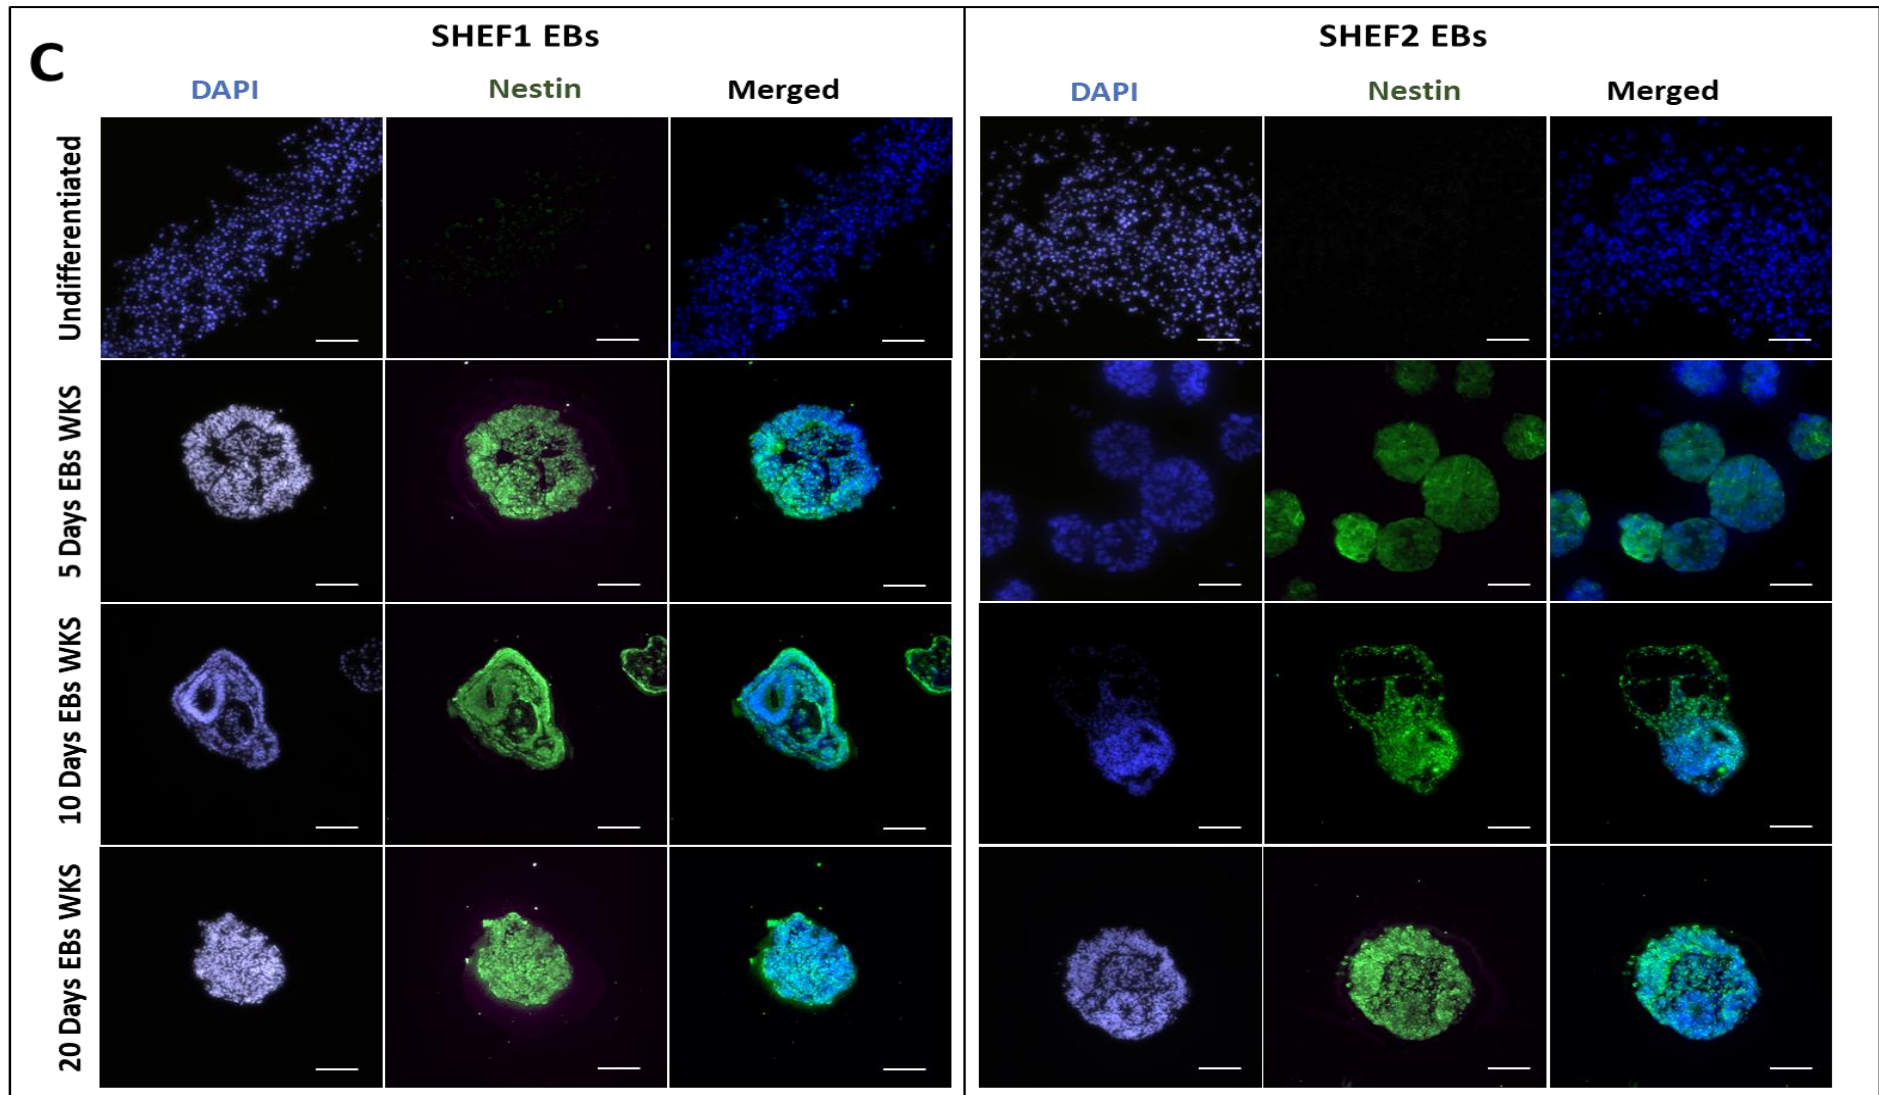 C
SHEF1 EBs
SHEF2 EBs
DAPI
Nestin
Merged
DAPI
Nestin
Merged
Undifferentiated
5 Days EBs WKS
10 Days EBs WKS
20 Days EBs WKS